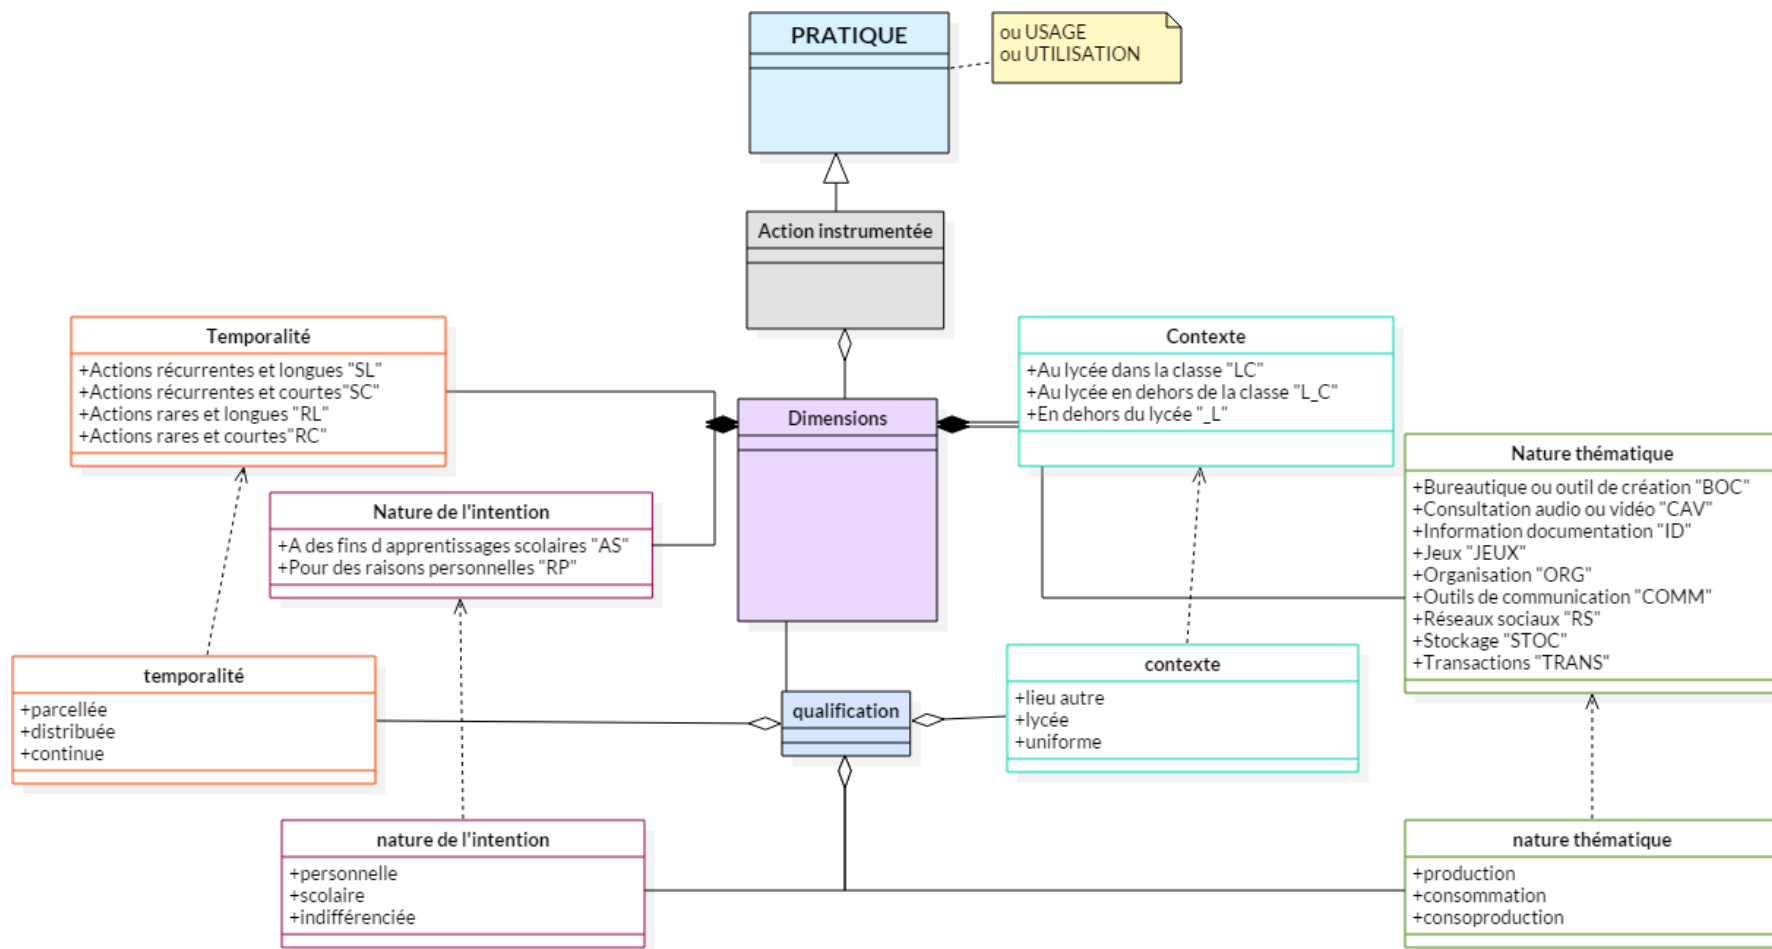 PRATIQUE
ou USAGE
ou UTILISATION
Action instrumentée
Temporalité
+Actions récurrentes et longues "SL"
+Actions récurrentes et courtes"SC"
+Actions rares et longues "RL"
+Actions rares et courtes"RC"
Dimensions
Contexte
+Au lycée dans la classe "LC"
+Au lycée en dehors de la classe "L_C"
+En dehors du lycée "_L"
Nature thématique
+Bureautique ou outil de création "BOC"
+Consultation audio ou vidéo "CAV"
+Information documentation "ID"
+Jeux "JEUX"
+Organisation "ORG"
+Outils de communication "COMM"
+Réseaux sociaux "RS"
+Stockage "STOC"
+Transactions "TRANS"
Nature de l'intention
+A des fins d apprentissages scolaires "AS"
+Pour des raisons personnelles "RP"
temporalité
+parcellée
+distribuée
+continue
qualification
contexte
+lieu autre
+lycée
+uniforme
nature de l'intention
+personnelle
+scolaire
+indifférenciée
nature thématique
+production
+consommation
+consoproduction